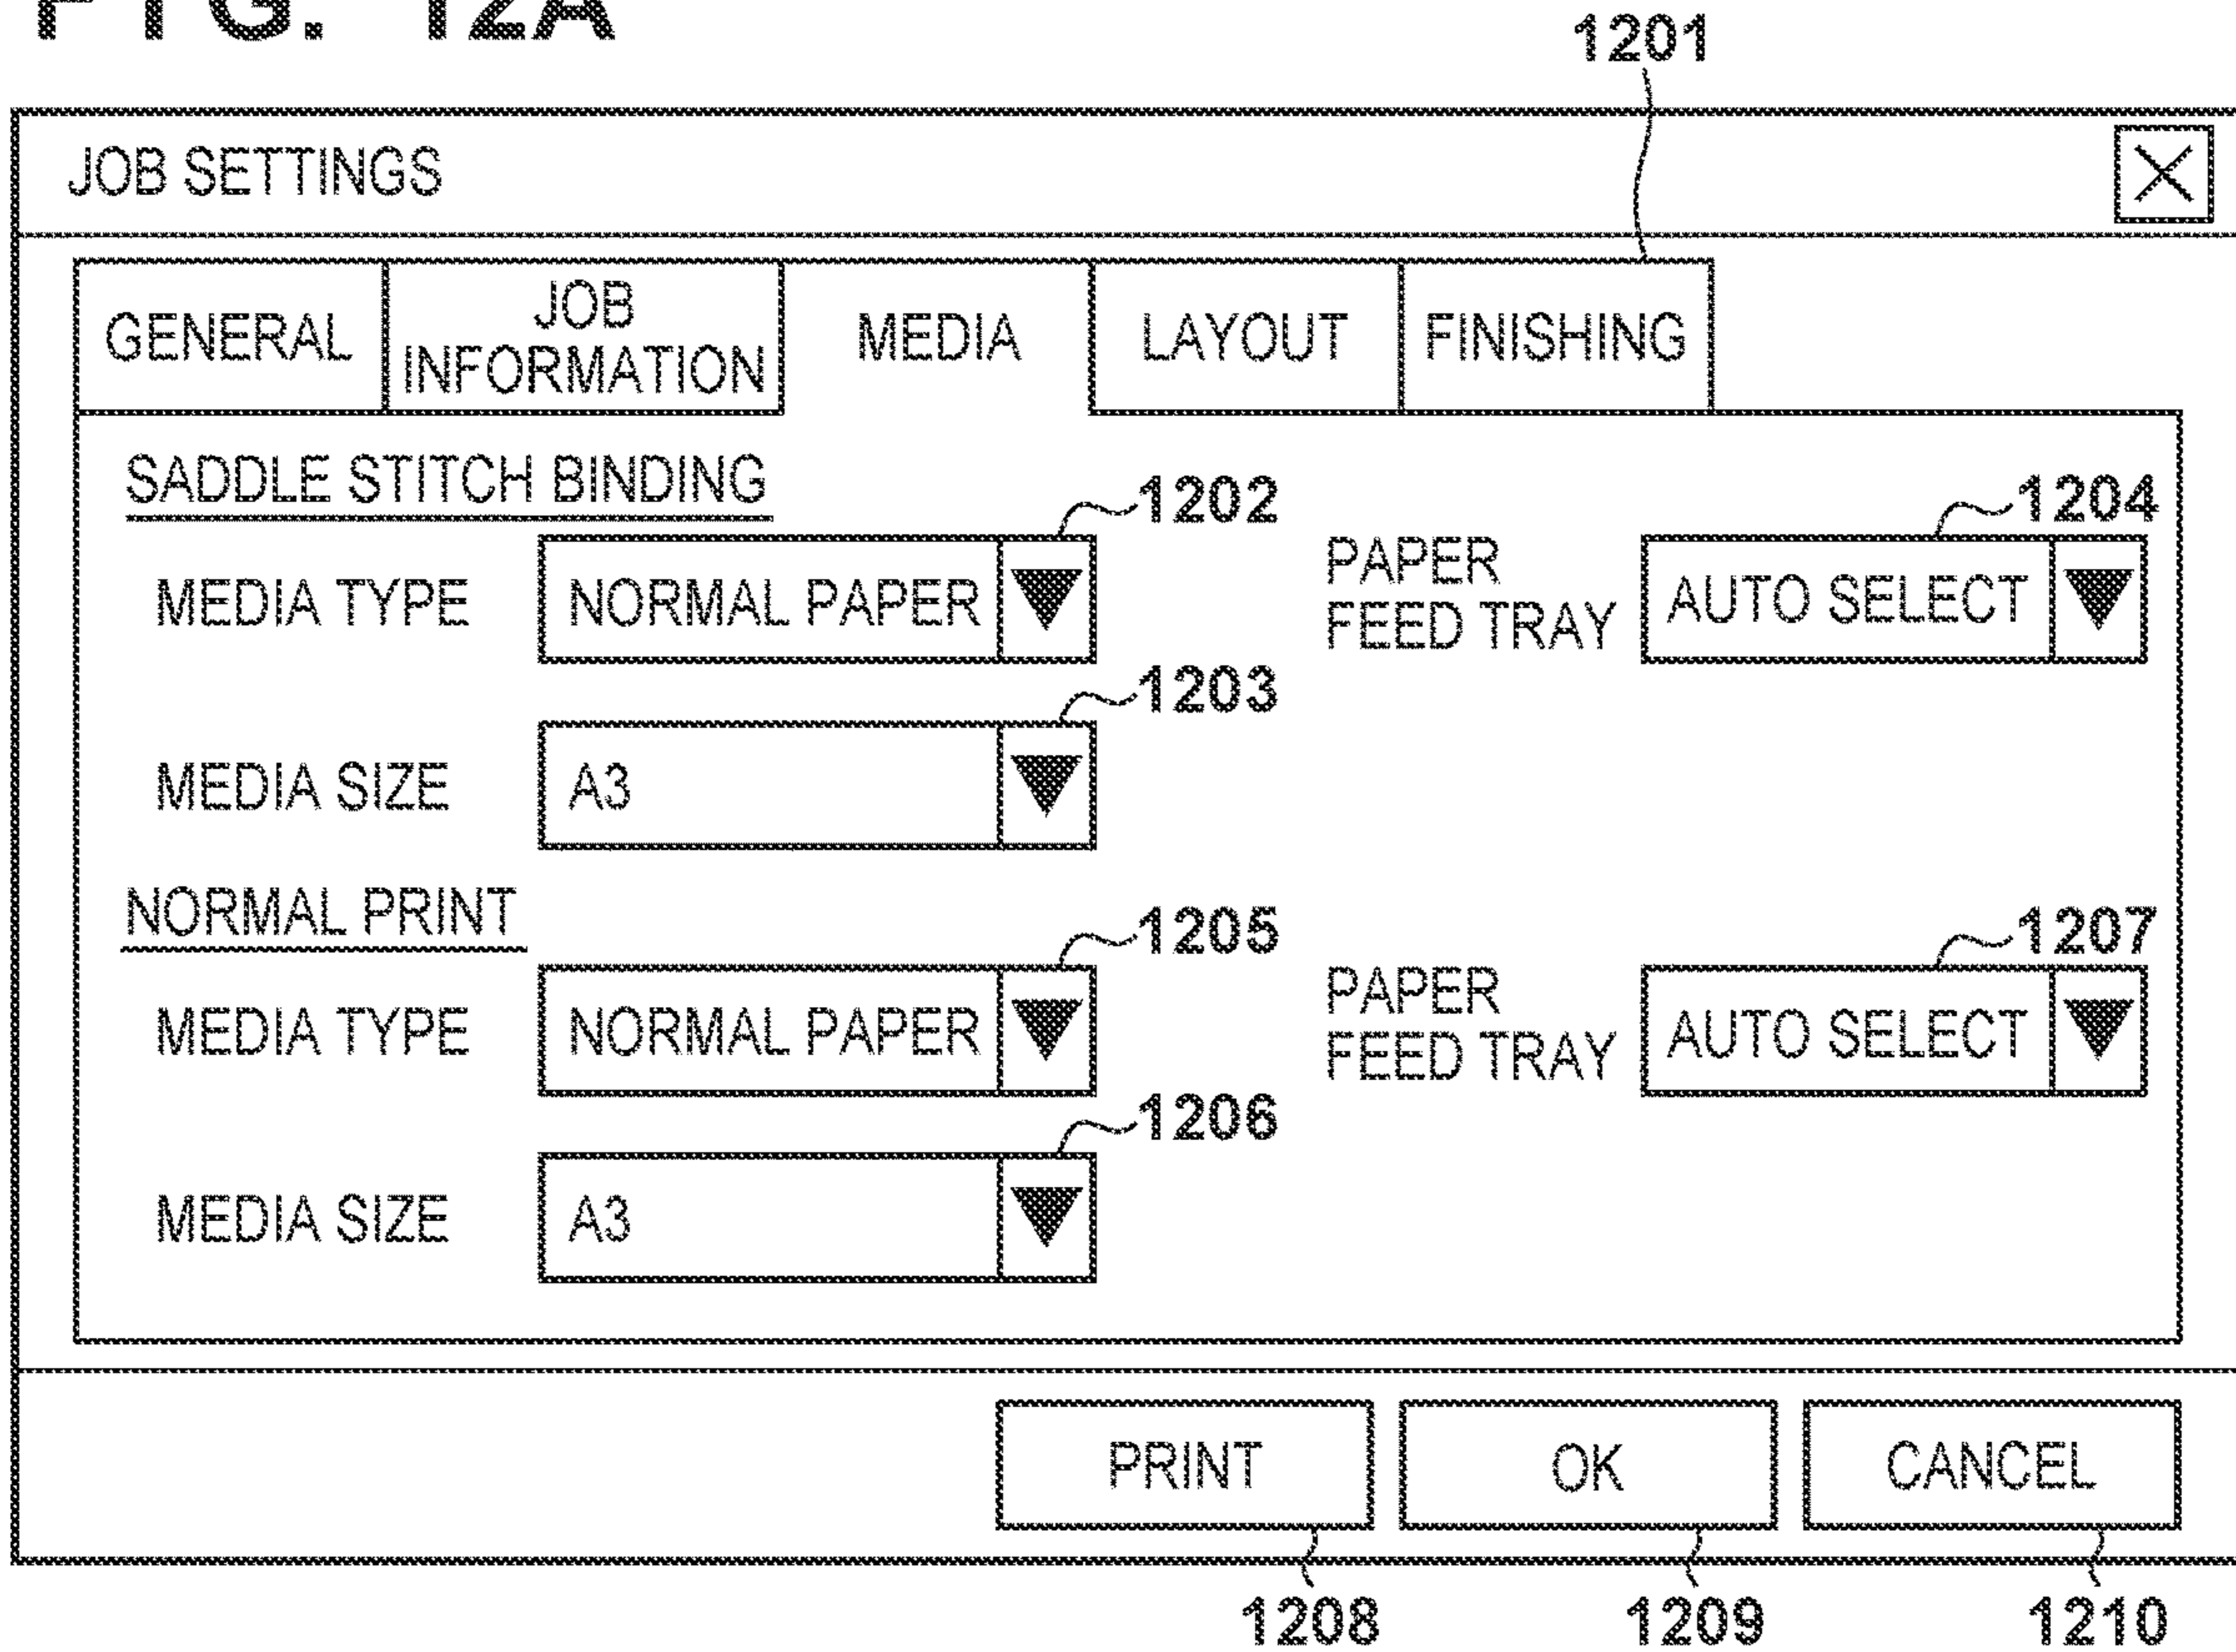 FIG. 12A
1201
JOB SETTINGS
GENERAL
JOB
INFORMATION
MEDIA
LAYOUT
FINISHING
SADDLE STITCH BINDING
1202
1204
MEDIA TYPE
NORMAL PAPER
PAPER
FEED TRAY
AUTO SELECT
1203
MEDIA SIZE
A3
NORMAL PRINT
1205
1207
MEDIA TYPE
NORMAL PAPER
PAPER
FEED TRAY
AUTO SELECT
1206
MEDIA SIZE
A3
PRINT
OK
CANCEL
1208
1209
1210